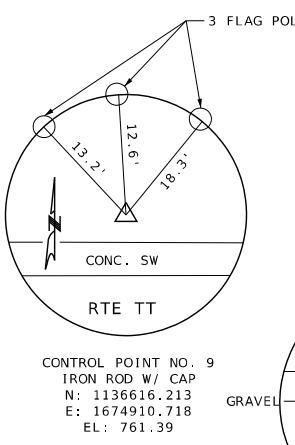 3 FLAG POL
13.2'
12.6'
18.3'
N
CONC. SW
RTE TT
CONTROL POINT NO. 9
IRON ROD W/ CAP
N: 1136616.213
E: 1674910.718
EL: 761.39
GRAVEL